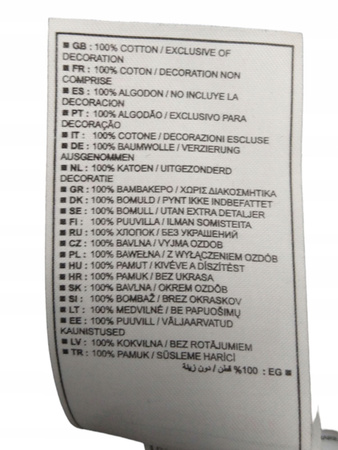 ■ GB : 100% COTTON / EXCLUSIVE OF
DECORATION
■ FR : 100% COTON / DECORATION NON
COMPRISE
■ ES : 100% ALGODON / NO INCLUYE LA
DECORACION
■ PT : 100% ALGODÃO / EXCLUSIVO PARA
DECORAÇÃO
■ IT : 100% COTONE / DECORAZIONI ESCLUSE
■ DE : 100% BAUMWOLLE / VERZIERUNG
AUSGENOMMEN
■ NL : 100% KATOEN / UITGEZONDERD
DECORATIE
■ GR : 100% ΒΑΜΒΑΚΕΡΟ / ΧΩΡΙΣ ΔΙΑΚΟΣΜΗΤΙΚΑ
■ DK : 100% BOMULD / PYNT IKKE INDBEFATTET
■ SE : 100% BOMULL / UTAN EXTRA DETALJER
■ FI : 100% PUUVILLA / ILMAN SOMISTEITA
■ RU : 100% ХЛОПОК / БЕЗ УКРАШЕНИЙ
■ CZ : 100% BAVLNA / VYJMA OZDOB
■ PL : 100% BAWEŁNA / Z WYŁĄCZENIEM OZDÓB
■ HU : 100% PAMUT / KIVÉVE A DÍSZÍTÉST
■ HR : 100% PAMUK / BEZ UKRASA
■ SK : 100% BAVLNA / OKREM OZDÔB
■ SI : 100% BOMBAŽ / BREZ OKRASKOV
■ LT : 100% MEDVILNĖ / BE PAPUOŠIMŲ
■ EE : 100% PUUVILL / VÄLJAARVATUD
KAUNISTUSED
■ LV : 100% KOKVILNA / BEZ ROTĀJUMIEM
■ TR : 100% PAMUK / SÜSLEME HARİCİ
■ EG : 100% قطن / دون زينة